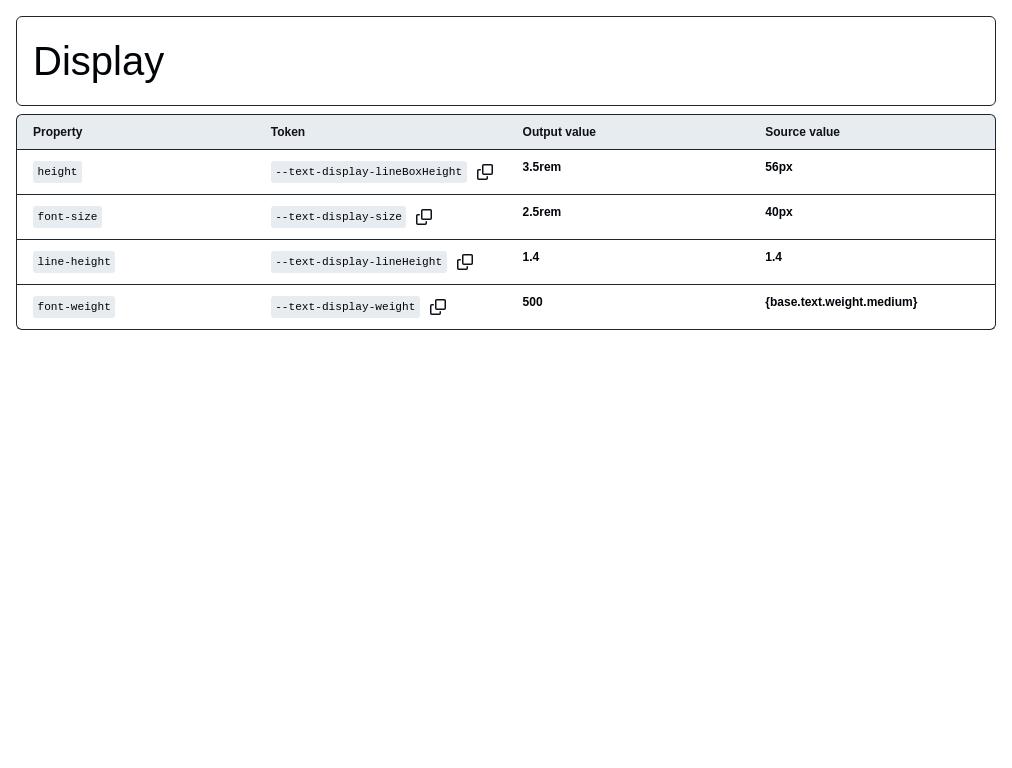 Display
Property Token Output value Source value
height --text-display-lineBoxHeight 3.5rem 56px
font-size --text-display-size 2.5rem 40px
line-height --text-display-lineHeight 1.4 1.4
font-weight --text-display-weight 500 {base.text.weight.medium}